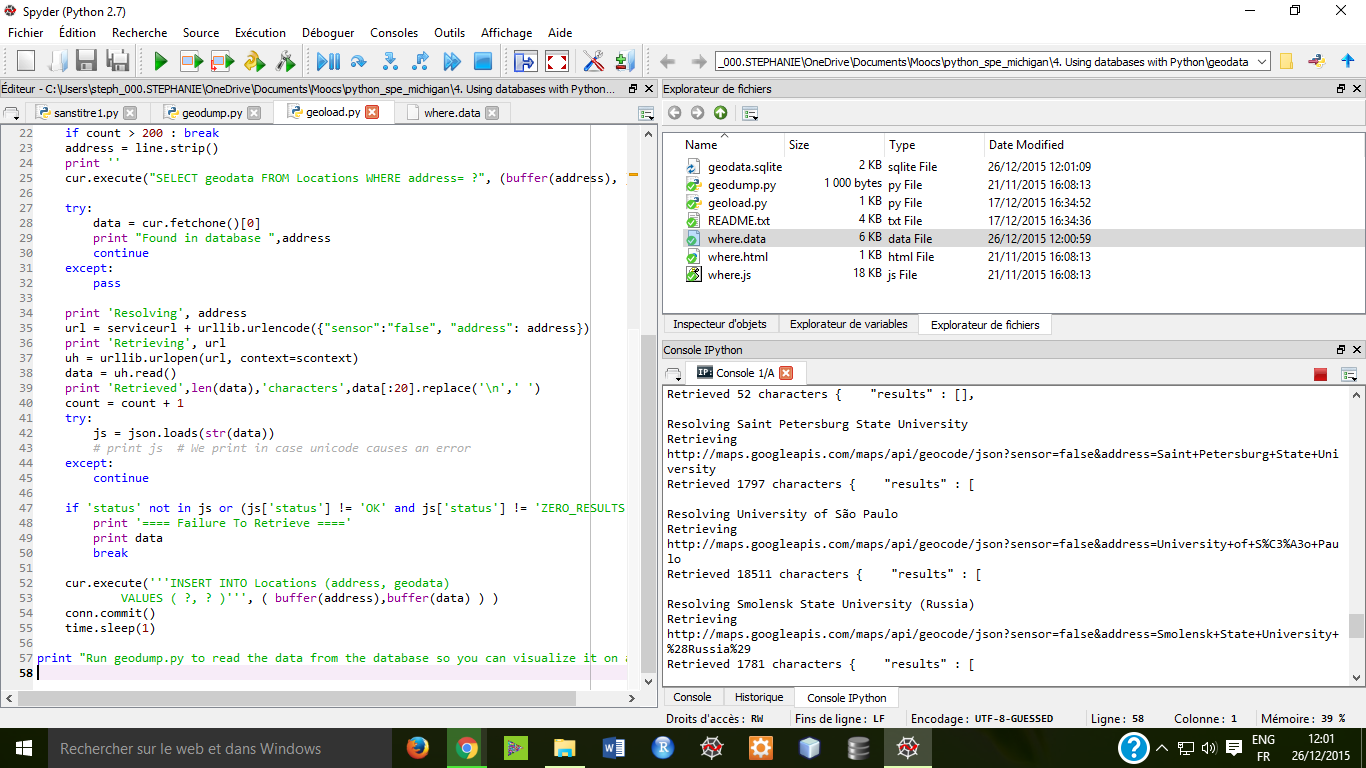 Spyder (Python 2.7)
Fichier Édition Recherche Source Exécution Déboguer Consoles Outils Affichage Aide
_000.STEPHANIE\OneDrive\Documents\Moocs\python_spe_michigan\4. Using databases with Python\geodata
Éditeur - C:\Users\steph_000.STEPHANIE\OneDrive\Documents\Moocs\python_spe_michigan\4. Using databases with Python...
sanstitre1.py geodump.py geoload.py where.data
22 if count > 200 : break
23 address = line.strip()
24 print ''
25 cur.execute("SELECT geodata FROM Locations WHERE address= ?", (buffer(address),
26
27 try:
28 data = cur.fetchone()[0]
29 print "Found in database ",address
30 continue
31 except:
32 pass
33
34 print 'Resolving', address
35 url = serviceurl + urllib.urlencode({"sensor":"false", "address": address})
36 print 'Retrieving', url
37 uh = urllib.urlopen(url, context=scontext)
38 data = uh.read()
39 print 'Retrieved',len(data),'characters',data[:20].replace('\n',' ')
40 count = count + 1
41 try:
42 js = json.loads(str(data))
43 # print js  # We print in case unicode causes an error
44 except:
45 continue
46
47 if 'status' not in js or (js['status'] != 'OK' and js['status'] != 'ZERO_RESULTS
48 print '==== Failure To Retrieve ===='
49 print data
50 break
51
52 cur.execute('''INSERT INTO Locations (address, geodata)
53 VALUES ( ?, ? )''', ( buffer(address),buffer(data) ) )
54 conn.commit()
55 time.sleep(1)
56
57 print "Run geodump.py to read the data from the database so you can visualize it on a
58
Explorateur de fichiers
Name Size Type Date Modified
geodata.sqlite 2 KB sqlite File 26/12/2015 12:01:09
geodump.py 1 000 bytes py File 21/11/2015 16:08:13
geoload.py 1 KB py File 17/12/2015 16:34:52
README.txt 4 KB txt File 17/12/2015 16:34:36
where.data 6 KB data File 26/12/2015 12:00:59
where.html 1 KB html File 21/11/2015 16:08:13
where.js 18 KB js File 21/11/2015 16:08:13
Inspecteur d'objets Explorateur de variables Explorateur de fichiers
Console IPython
IP: Console 1/A
Retrieved 52 characters {    "results" : [],
Resolving Saint Petersburg State University
Retrieving
http://maps.googleapis.com/maps/api/geocode/json?sensor=false&address=Saint+Petersburg+State+Uni
versity
Retrieved 1797 characters {    "results" : [
Resolving University of São Paulo
Retrieving
http://maps.googleapis.com/maps/api/geocode/json?sensor=false&address=University+of+S%C3%A3o+Pau
lo
Retrieved 18511 characters {    "results" : [
Resolving Smolensk State University (Russia)
Retrieving
http://maps.googleapis.com/maps/api/geocode/json?sensor=false&address=Smolensk+State+University+
%28Russia%29
Retrieved 1781 characters {    "results" : [
Console Historique Console IPython
Droits d'accès : RW Fins de ligne : LF Encodage : UTF-8-GUESSED Ligne : 58 Colonne : 1 Mémoire : 39 %
Rechercher sur le web et dans Windows
ENG 12:01
FR 26/12/2015